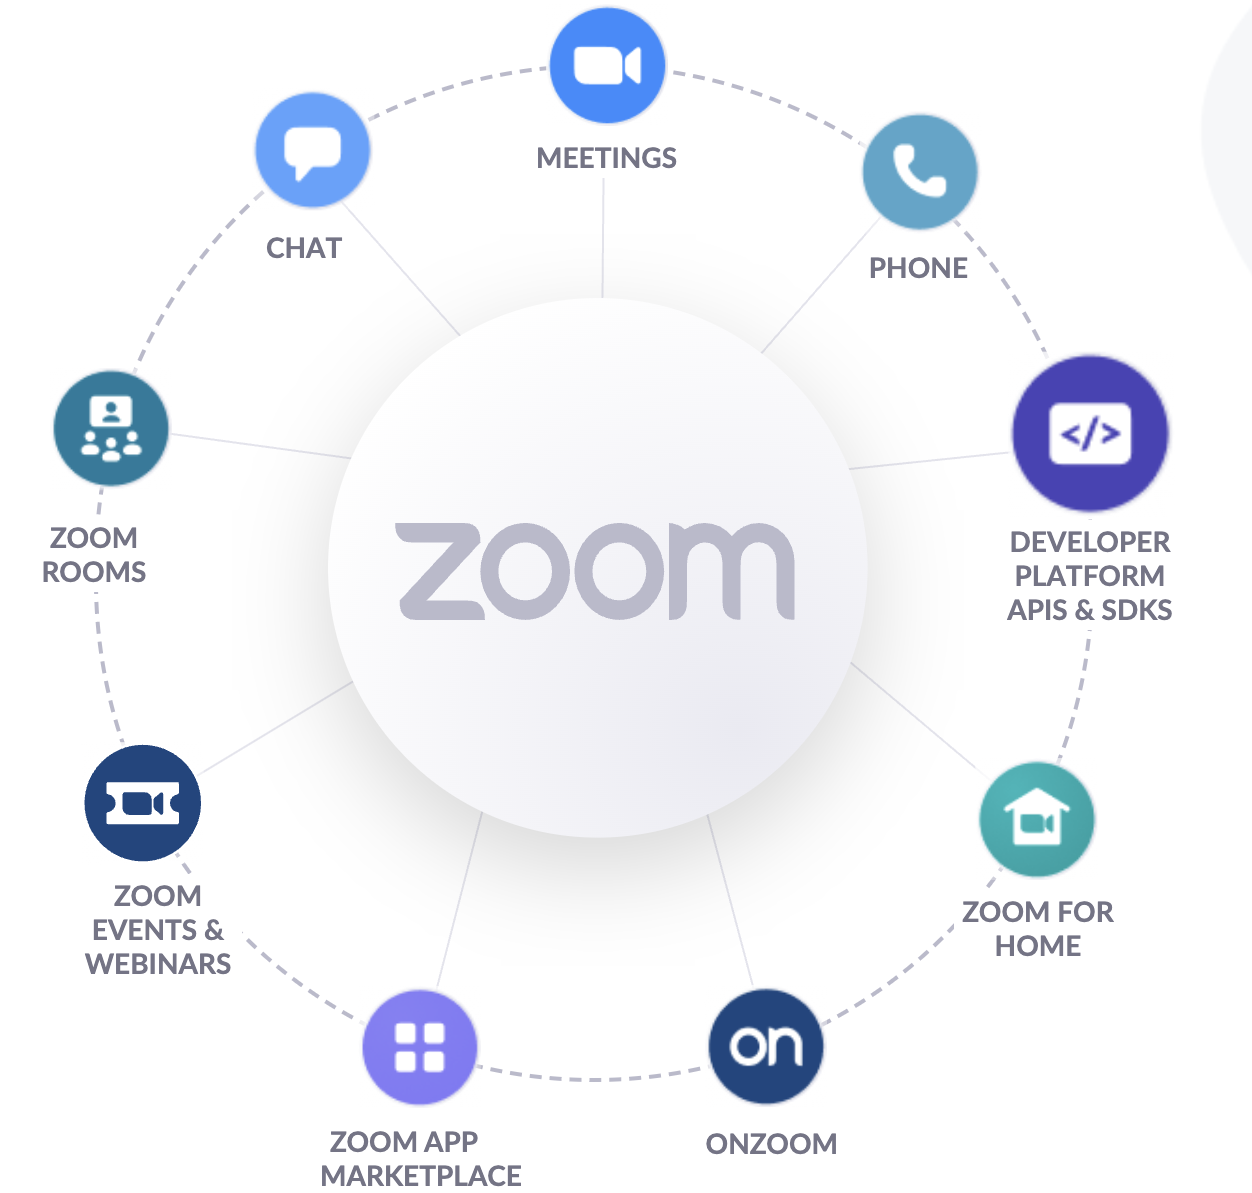 MEETINGS
PHONE
DEVELOPER
PLATFORM
APIS & SDKS
</>
ZOOM FOR
HOME
on
ONZOOM
ZOOM APP
MARKETPLACE
ZOOM
EVENTS &
WEBINARS
ZOOM
ROOMS
CHAT
zoom